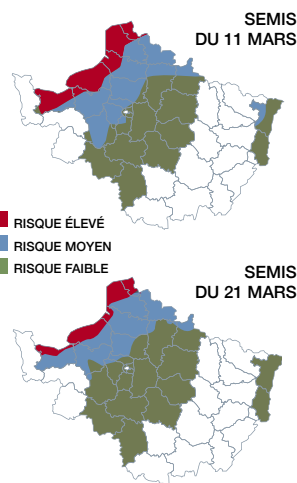 SEMIS
DU 11 MARS
RISQUE ÉLEVÉ
RISQUE MOYEN
RISQUE FAIBLE
SEMIS
DU 21 MARS